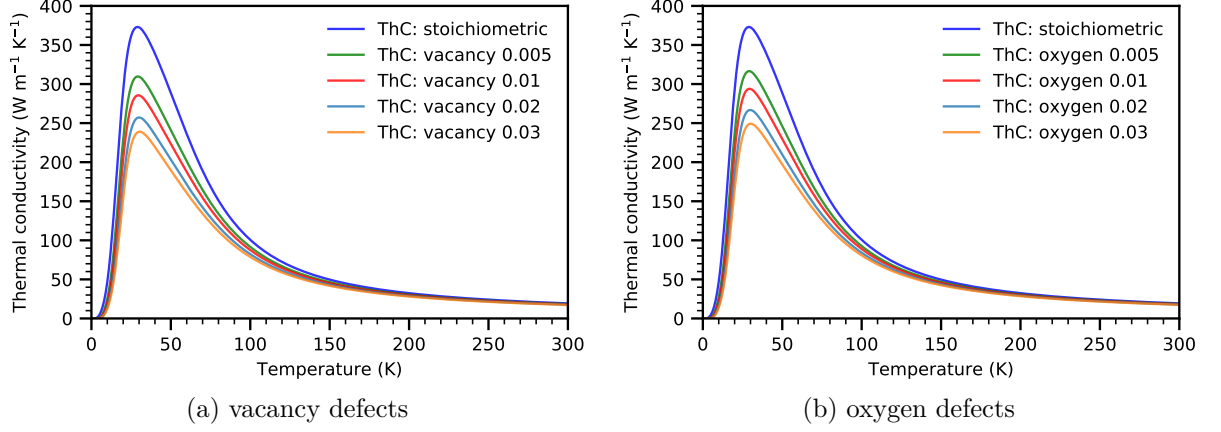 400
350
300
250
200
150
100
50
0
Thermal conductivity (W m⁻¹ K⁻¹)
ThC: stoichiometric
ThC: vacancy 0.005
ThC: vacancy 0.01
ThC: vacancy 0.02
ThC: vacancy 0.03
0 50 100 150 200 250 300
Temperature (K)
(a) vacancy defects
400
350
300
250
200
150
100
50
0
Thermal conductivity (W m⁻¹ K⁻¹)
ThC: stoichiometric
ThC: oxygen 0.005
ThC: oxygen 0.01
ThC: oxygen 0.02
ThC: oxygen 0.03
0 50 100 150 200 250 300
Temperature (K)
(b) oxygen defects